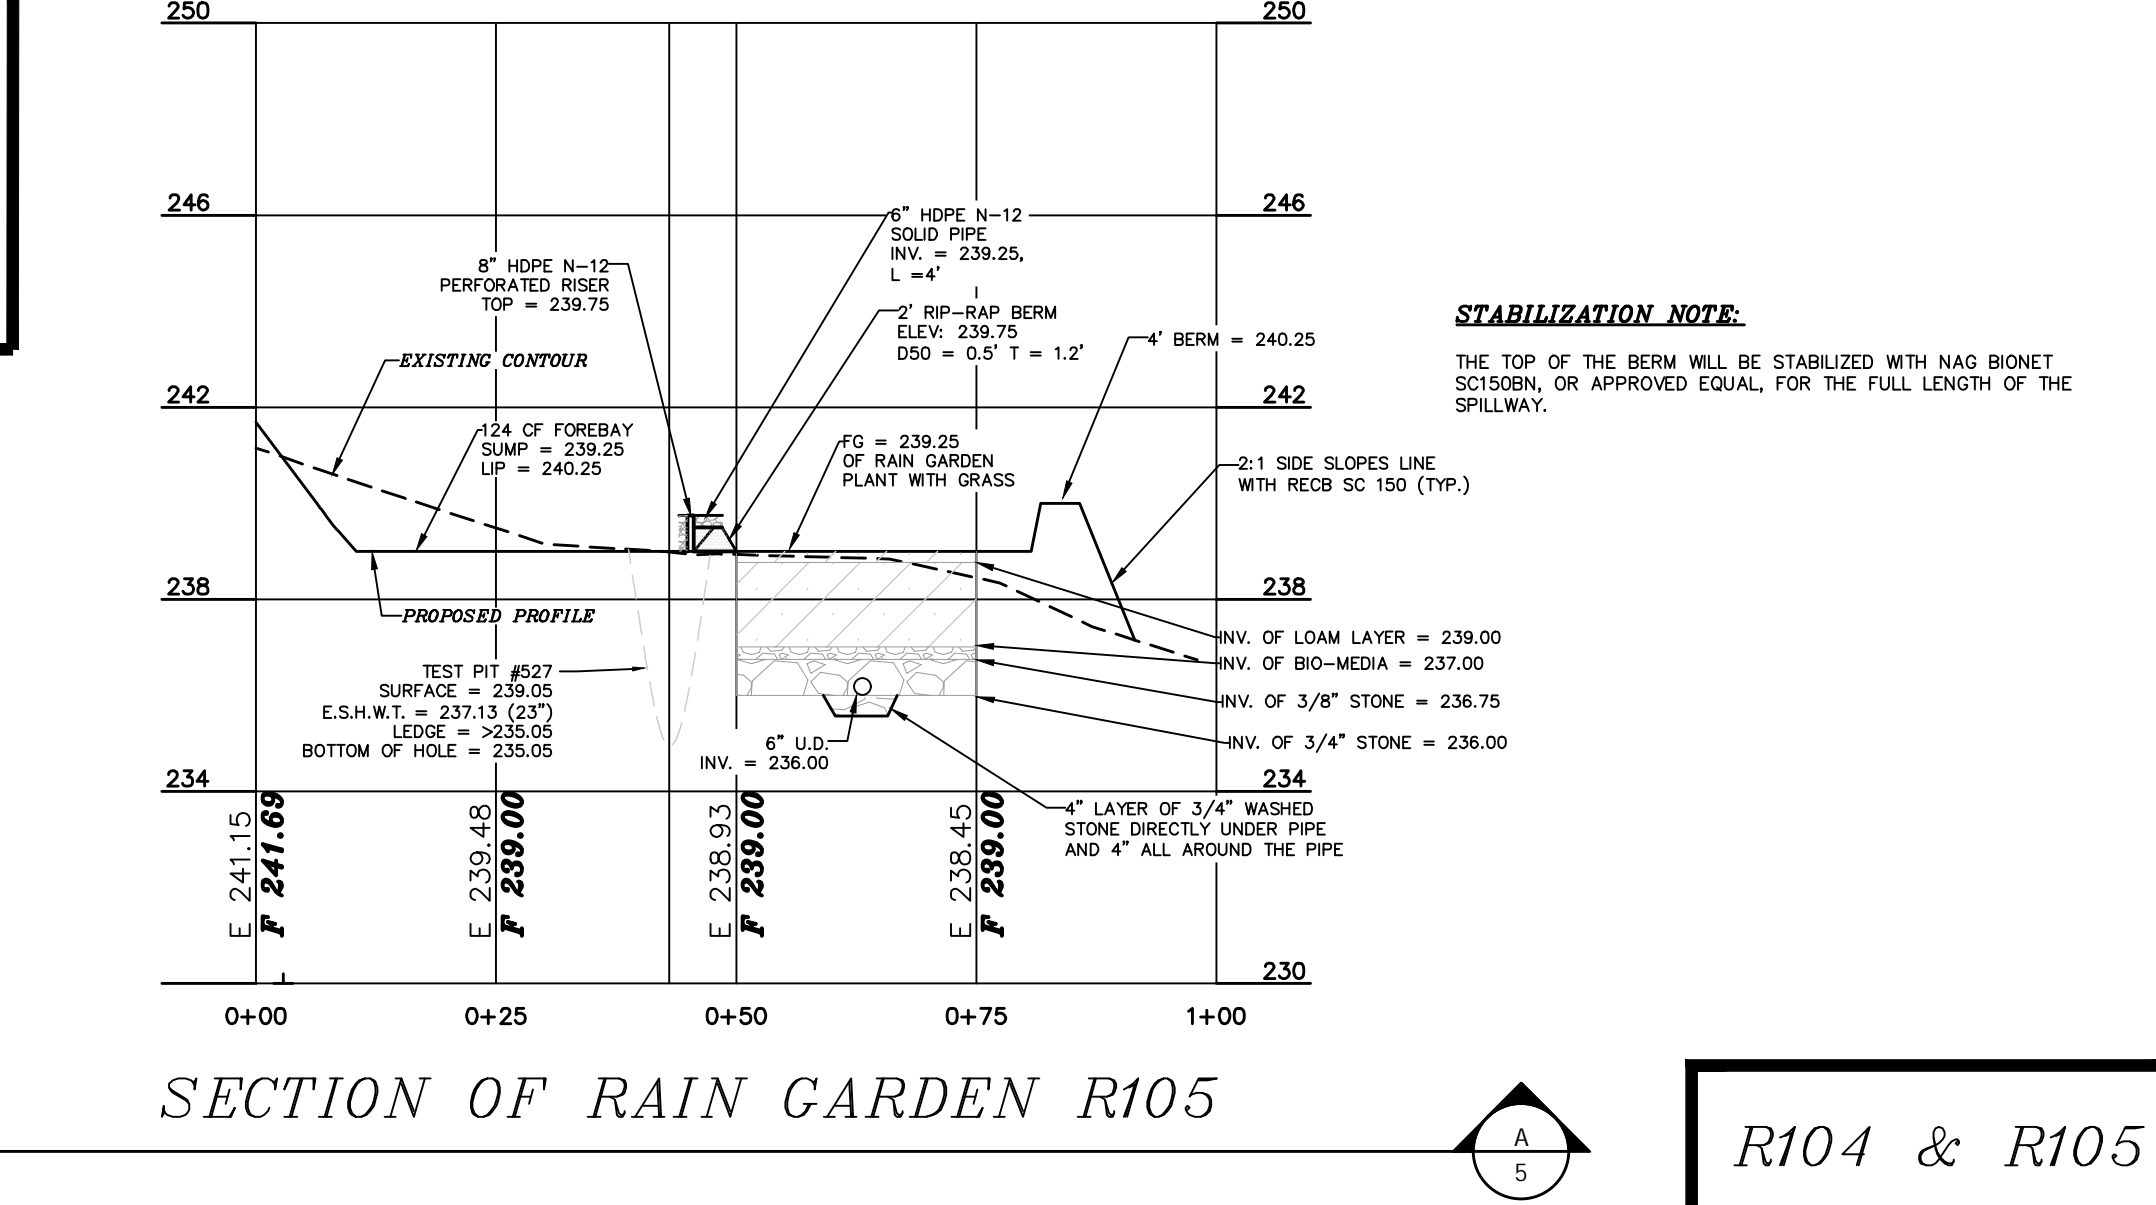 250
250
246
246
6" HDPE N-12
SOLID PIPE
INV. = 239.25,
L =4'
8" HDPE N-12
PERFORATED RISER
TOP = 239.75
2' RIP-RAP BERM
ELEV: 239.75
D50 = 0.5' T = 1.2'
4' BERM = 240.25
STABILIZATION NOTE:
THE TOP OF THE BERM WILL BE STABILIZED WITH NAG BIONET
SC150BN, OR APPROVED EQUAL, FOR THE FULL LENGTH OF THE
SPILLWAY.
EXISTING CONTOUR
242
242
124 CF FOREBAY
SUMP = 239.25
LIP = 240.25
FG = 239.25
OF RAIN GARDEN
PLANT WITH GRASS
2:1 SIDE SLOPES LINE
WITH RECB SC 150 (TYP.)
238
238
PROPOSED PROFILE
INV. OF LOAM LAYER = 239.00
INV. OF BIO-MEDIA = 237.00
INV. OF 3/8" STONE = 236.75
INV. OF 3/4" STONE = 236.00
TEST PIT #527
SURFACE = 239.05
E.S.H.W.T. = 237.13 (23")
LEDGE = >235.05
BOTTOM OF HOLE = 235.05
6" U.D.
INV. = 236.00
234
234
4" LAYER OF 3/4" WASHED
STONE DIRECTLY UNDER PIPE
AND 4" ALL AROUND THE PIPE
E 241.15
F 241.69
E 239.48
F 239.00
E 238.93
F 239.00
E 238.45
F 239.00
230
0+00
0+25
0+50
0+75
1+00
SECTION OF RAIN GARDEN R105
A
5
R104 & R105